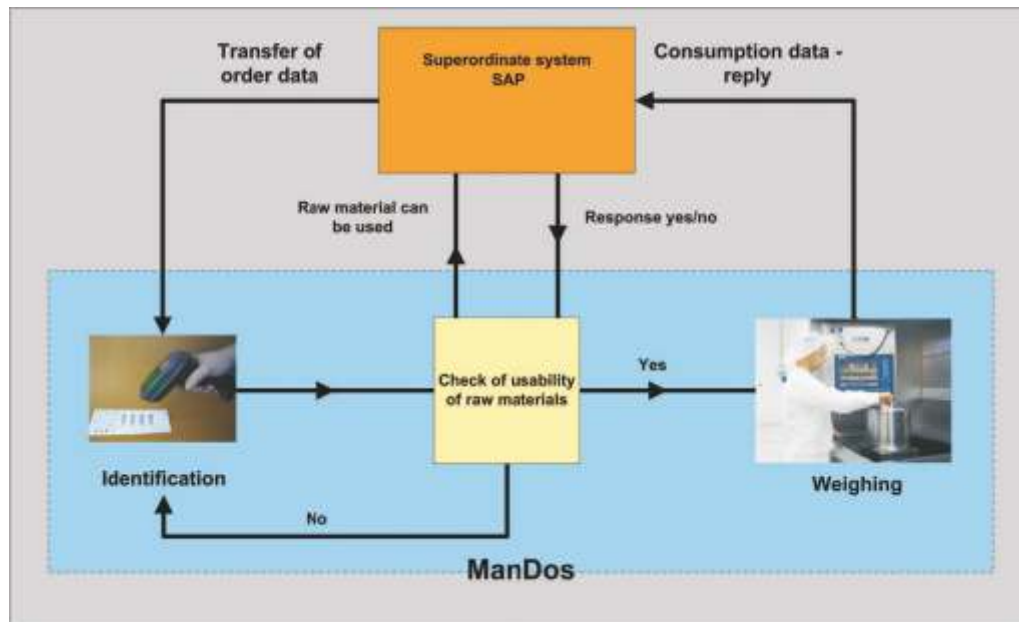 Transfer of
order data
Superordinate system
SAP
Consumption data -
reply
Raw material can
be used
Response yes/no
Check of usability
of raw materials
Yes
Identification
Weighing
No
ManDos